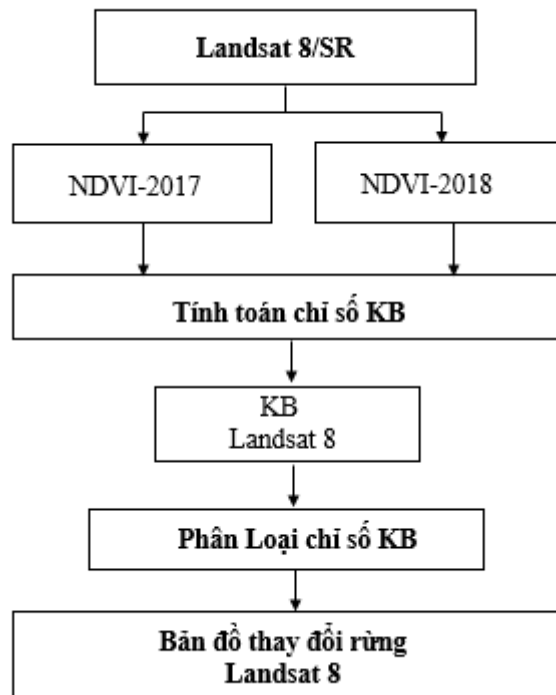 Landsat 8/SR
NDVI-2017
NDVI-2018
Tính toán chỉ số KB
KB
Landsat 8
Phân Loại chỉ số KB
Bản đồ thay đổi rừng
Landsat 8